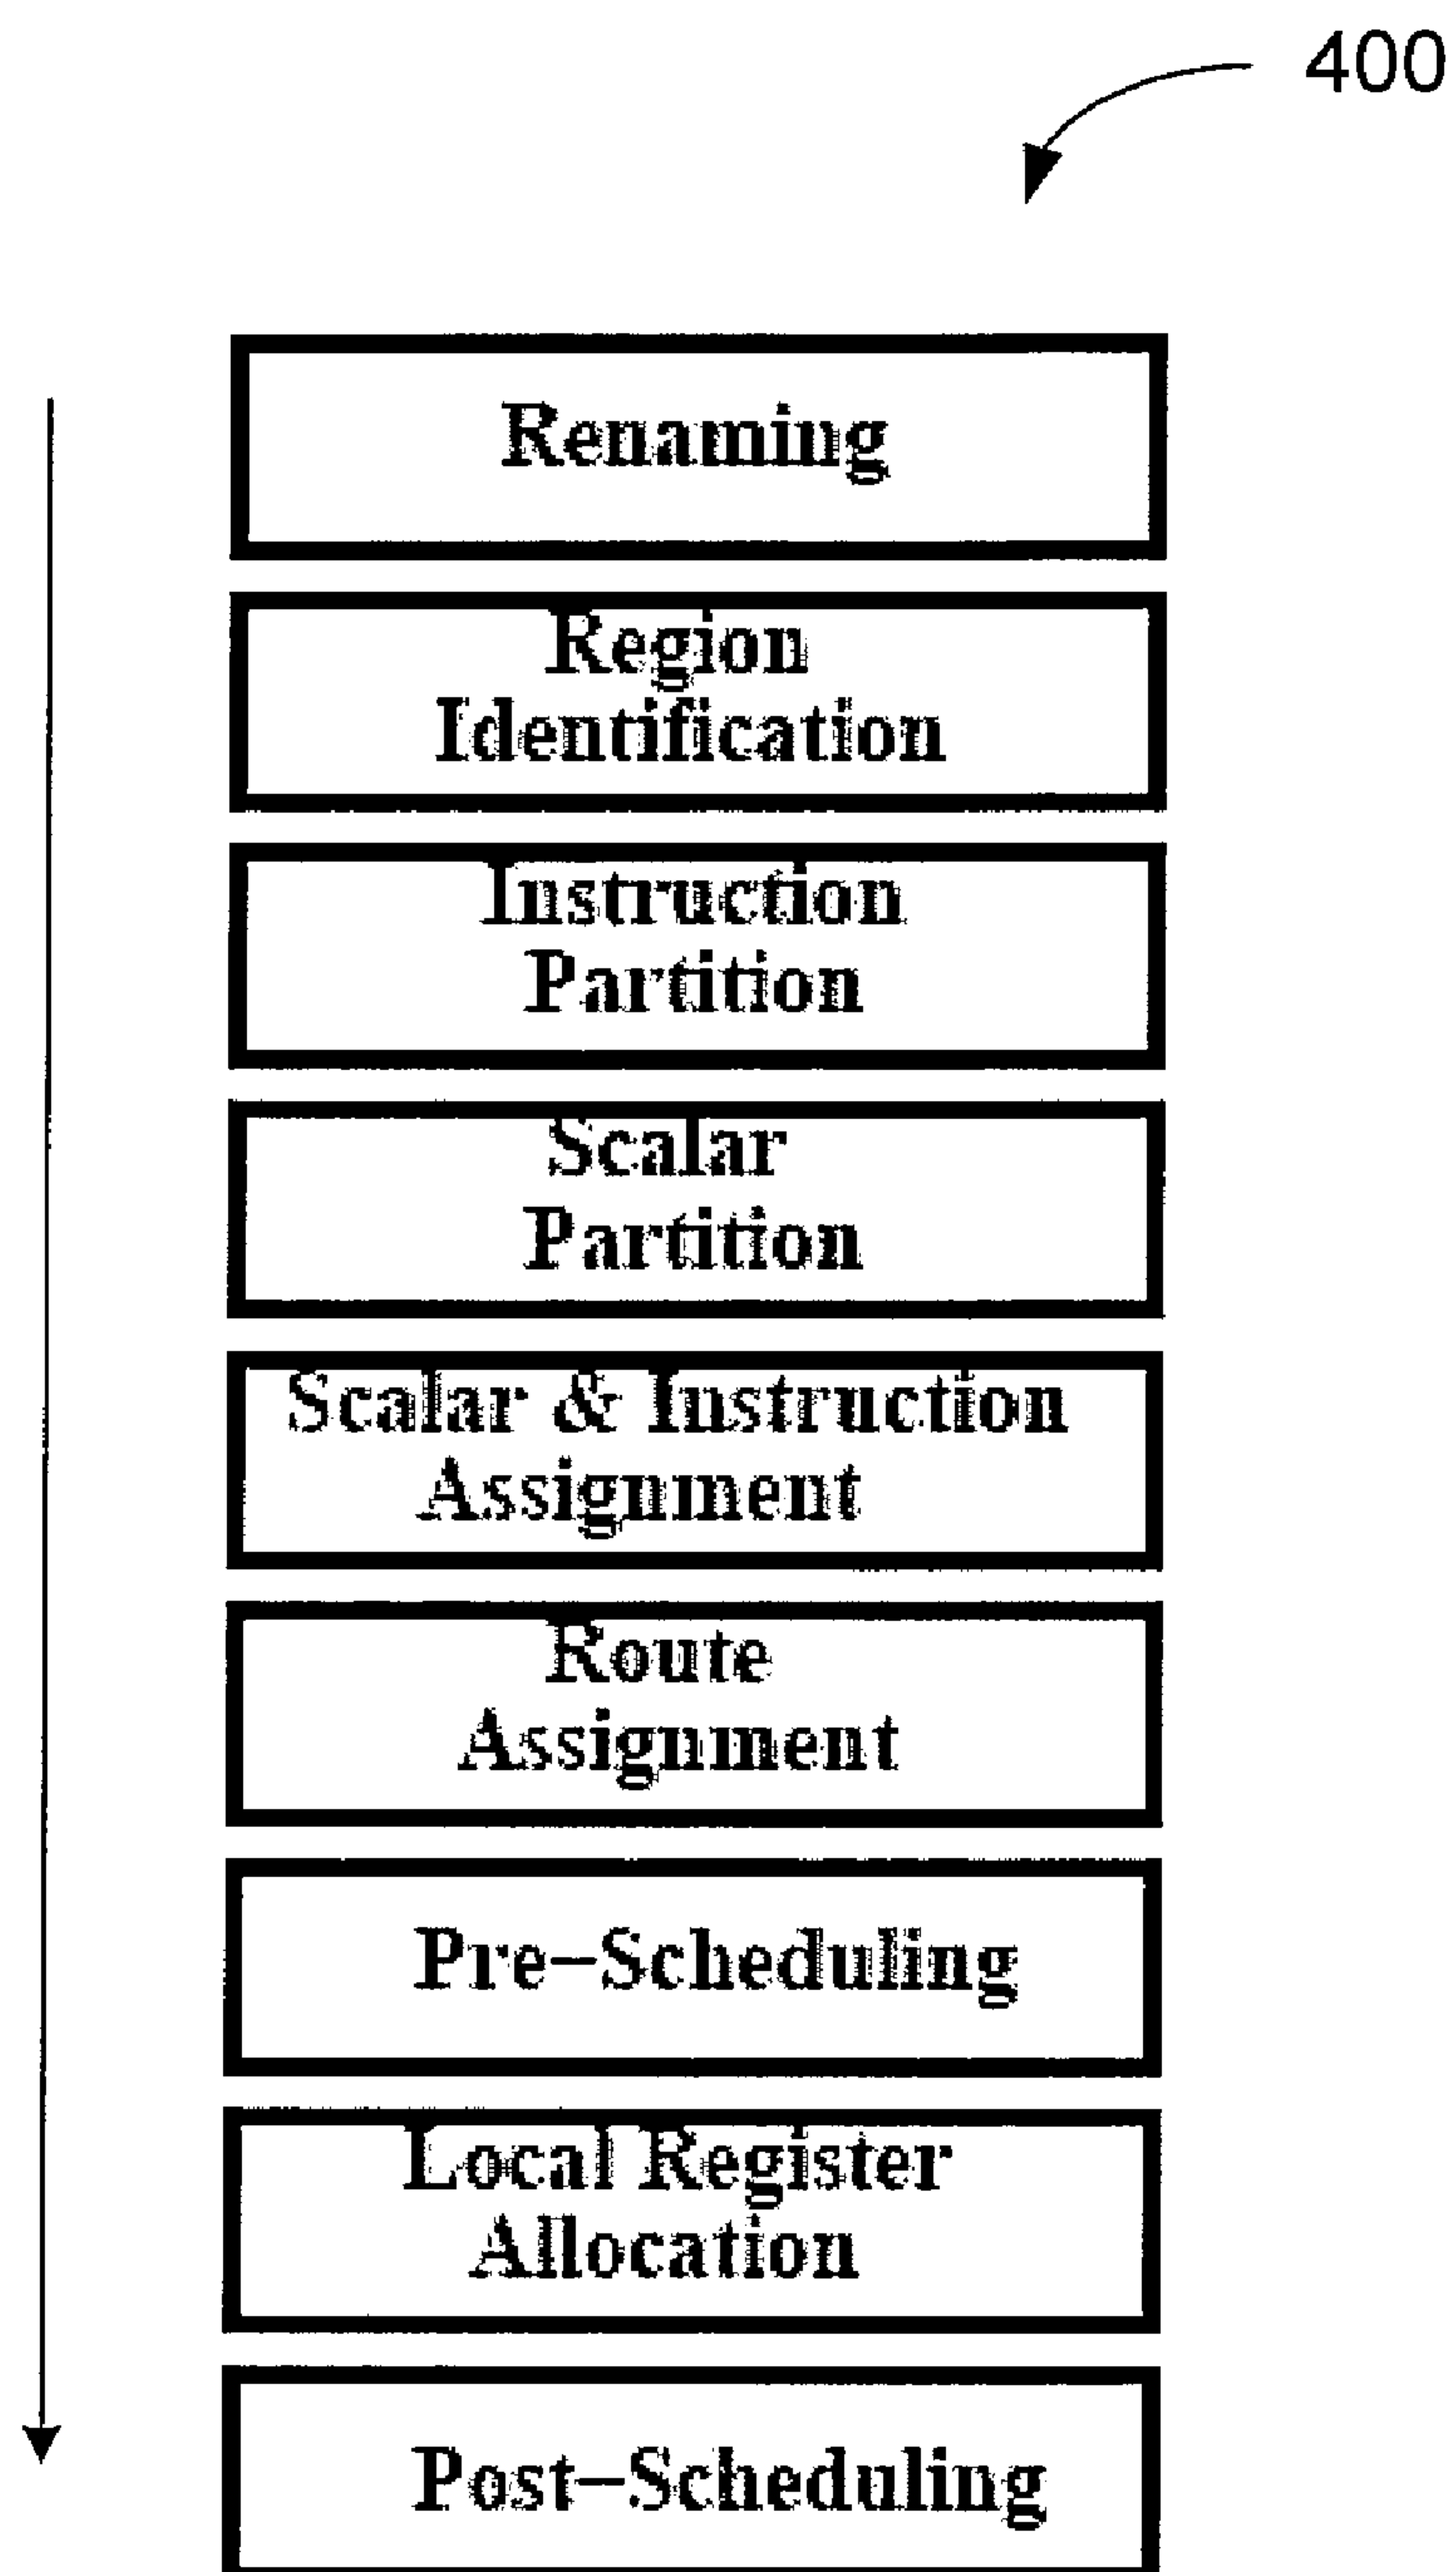 400
Renaming
Region
Identification
Instruction
Partition
Scalar
Partition
Scalar & Instruction
Assignment
Route
Assignment
Pre–Scheduling
Local Register
Allocation
Post–Scheduling